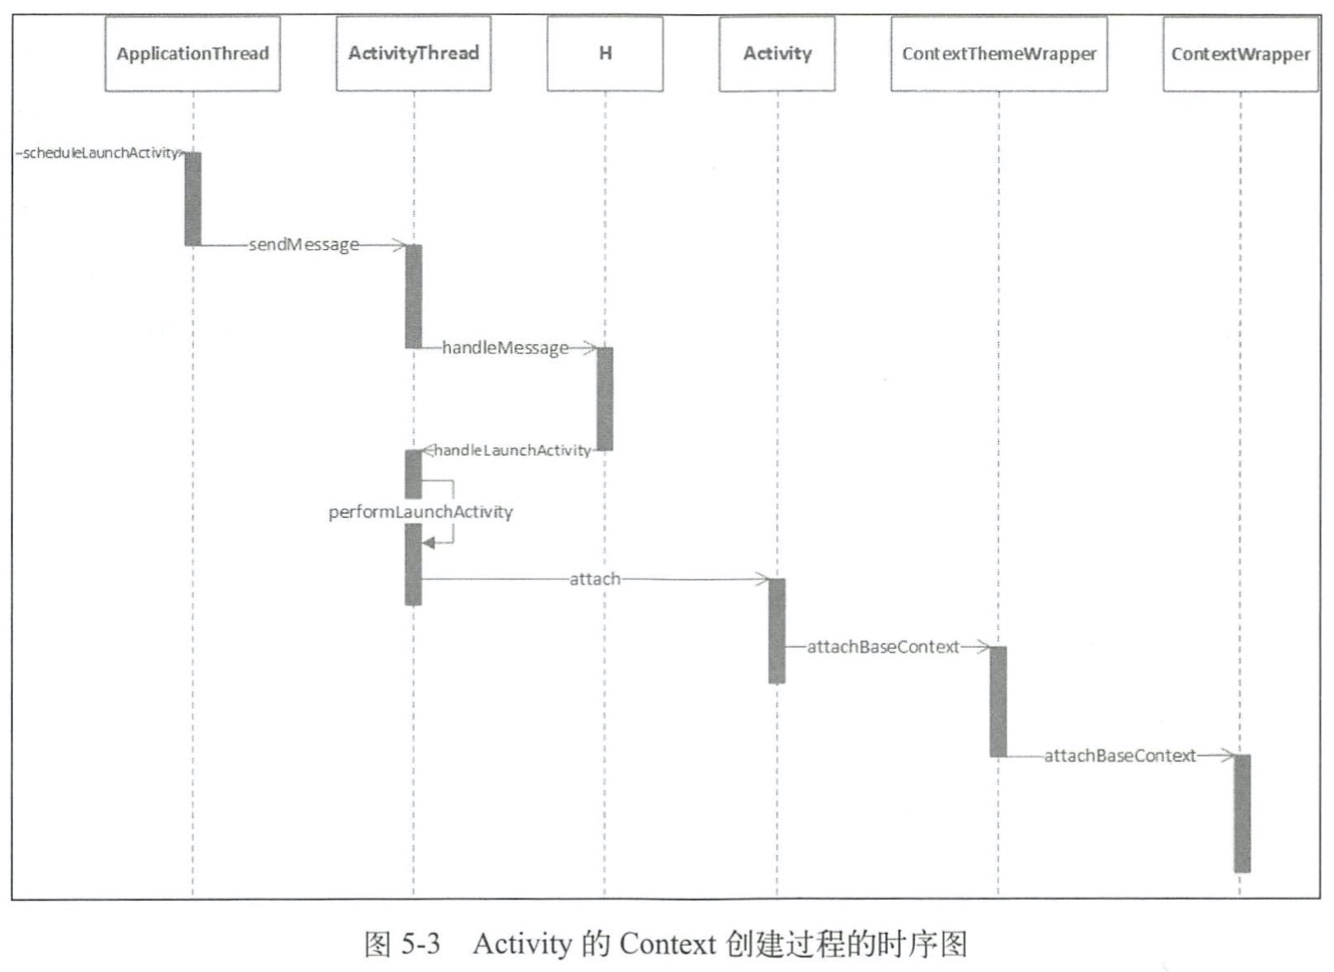 ApplicationThread
ActivityThread
H
Activity
ContextThemeWrapper
ContextWrapper
scheduleLaunchActivity
sendMessage
handleMessage
handleLaunchActivity
performLaunchActivity
attach
attachBaseContext
attachBaseContext
图 5-3 Activity 的 Context 创建过程的时序图